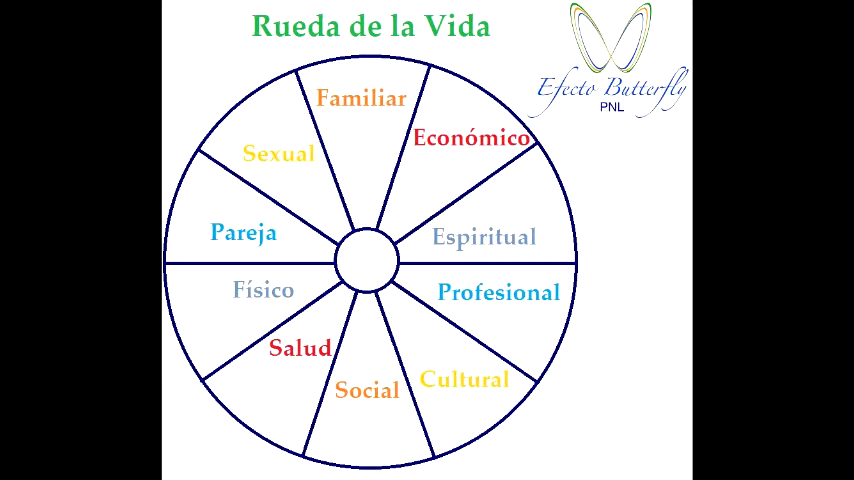 Rueda de la Vida
Efecto Butterfly
PNL
Familiar
Económico
Sexual
Pareja
Espiritual
Físico
Profesional
Salud
Social
Cultural